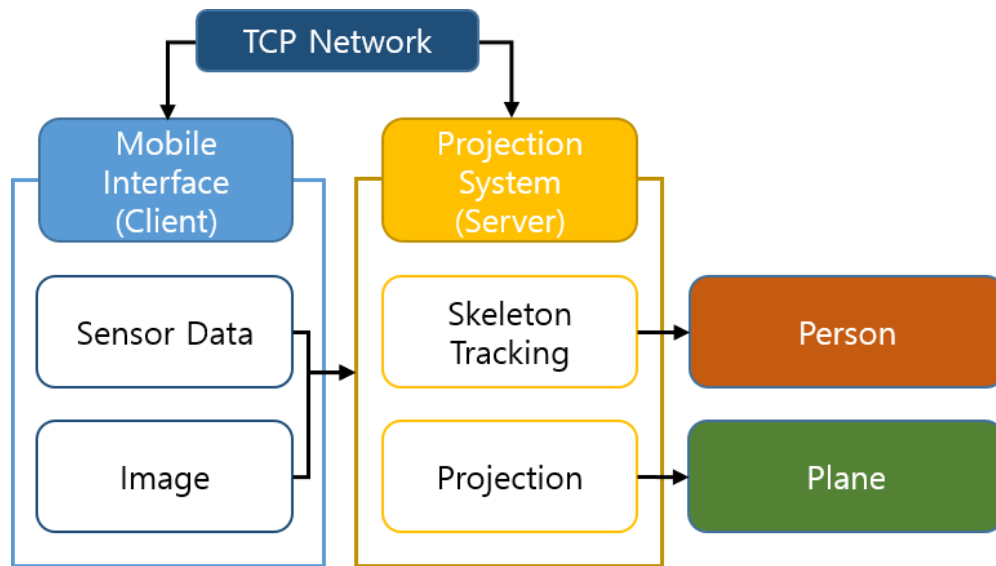 TCP Network
Mobile
Interface
(Client)
Projection
System
(Server)
Sensor Data
Skeleton
Tracking
Person
Image
Projection
Plane